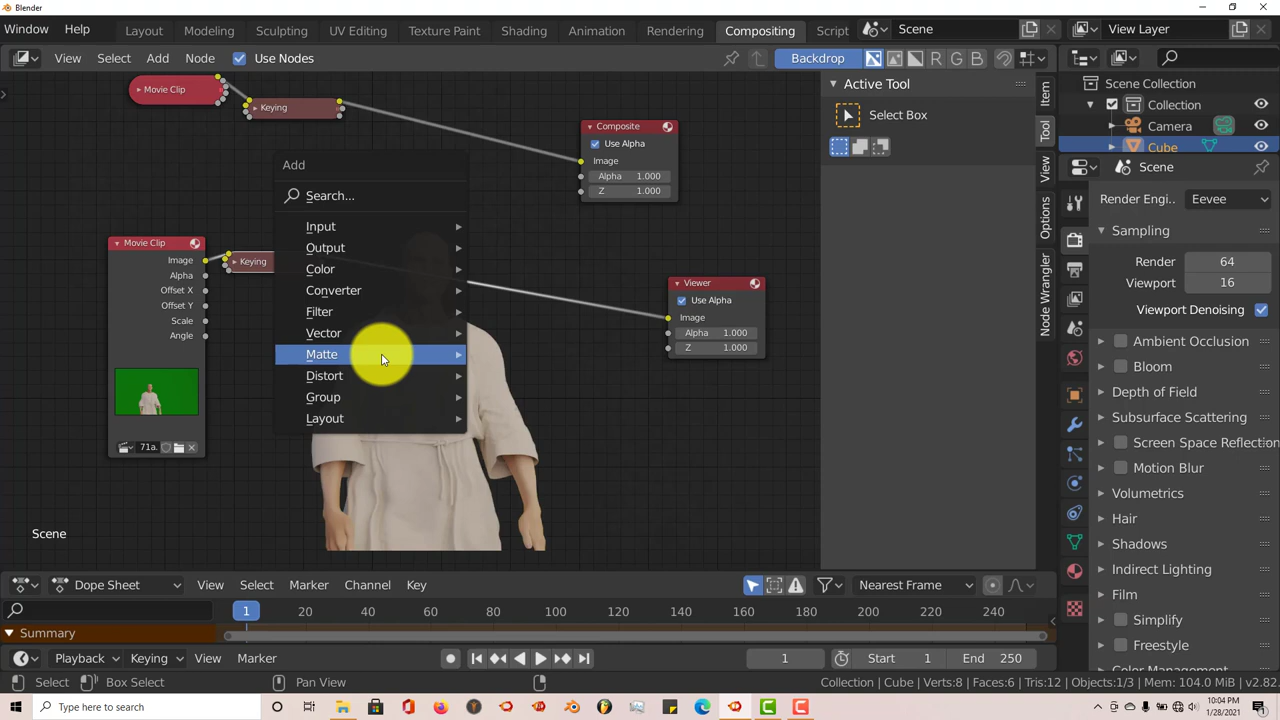 Blender
Window Help Layout Modeling Sculpting UV Editing Texture Paint Shading Animation Rendering Compositing Script Scene View Layer
View Select Add Node Use Nodes Backdrop R G B
Movie Clip
Keying
Composite
Use Alpha
Image
Alpha 1.000
Z 1.000
Add
Search...
Input
Output
Color
Converter
Filter
Vector
Matte
Distort
Group
Layout
Movie Clip
Image
Alpha
Offset X
Offset Y
Scale
Angle
71a.
Keying
Viewer
Use Alpha
Image
Alpha 1.000
Z 1.000
Scene
Active Tool
Select Box
Item
Tool
View
Options
Node Wrangler
Scene Collection
Collection
Camera
Cube
Scene
Render Engi.. Eevee
Sampling
Render 64
Viewport 16
Viewport Denoising
Ambient Occlusion
Bloom
Depth of Field
Subsurface Scattering
Screen Space Reflection
Motion Blur
Volumetrics
Hair
Shadows
Indirect Lighting
Film
Simplify
Freestyle
Dope Sheet View Select Marker Channel Key Nearest Frame
1 20 40 60 80 100 120 140 160 180 200 220 240
Summary
Playback Keying View Marker 1 Start 1 End 250
Select Box Select Pan View Collection | Cube | Verts:8 | Faces:6 | Tris:12 | Objects:1/3 | Mem: 104.0 MiB | v2.82.
Type here to search
10:04 PM
1/28/2021